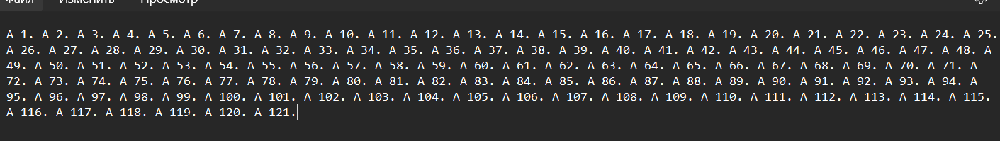 Файл Изменить Просмотр
A 1. A 2. A 3. A 4. A 5. A 6. A 7. A 8. A 9. A 10. A 11. A 12. A 13. A 14. A 15. A 16. A 17. A 18. A 19. A 20. A 21. A 22. A 23. A 24. A 25.
A 26. A 27. A 28. A 29. A 30. A 31. A 32. A 33. A 34. A 35. A 36. A 37. A 38. A 39. A 40. A 41. A 42. A 43. A 44. A 45. A 46. A 47. A 48. A
49. A 50. A 51. A 52. A 53. A 54. A 55. A 56. A 57. A 58. A 59. A 60. A 61. A 62. A 63. A 64. A 65. A 66. A 67. A 68. A 69. A 70. A 71. A
72. A 73. A 74. A 75. A 76. A 77. A 78. A 79. A 80. A 81. A 82. A 83. A 84. A 85. A 86. A 87. A 88. A 89. A 90. A 91. A 92. A 93. A 94. A
95. A 96. A 97. A 98. A 99. A 100. A 101. A 102. A 103. A 104. A 105. A 106. A 107. A 108. A 109. A 110. A 111. A 112. A 113. A 114. A 115.
A 116. A 117. A 118. A 119. A 120. A 121.